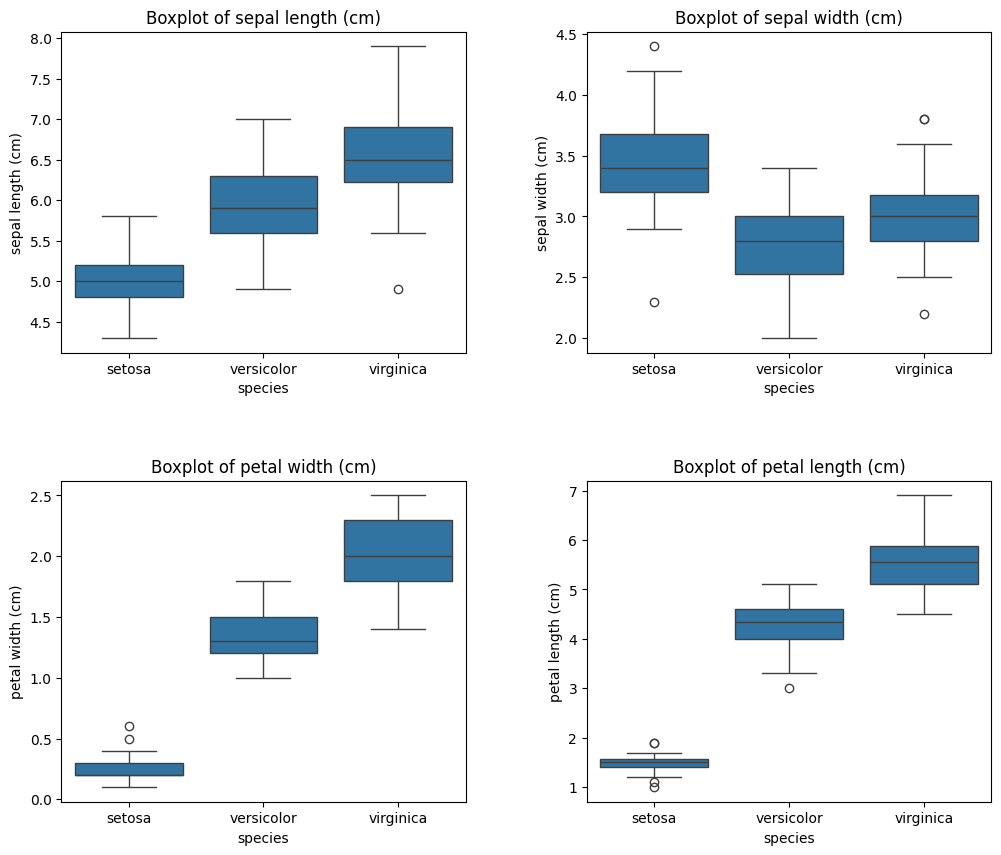 Boxplot of sepal length (cm)
8.0
7.5
7.0
6.5
6.0
5.5
5.0
4.5
sepal length (cm)
setosa versicolor virginica
species
Boxplot of sepal width (cm)
4.5
4.0
3.5
3.0
2.5
2.0
sepal width (cm)
setosa versicolor virginica
species
Boxplot of petal width (cm)
2.5
2.0
1.5
1.0
0.5
0.0
petal width (cm)
setosa versicolor virginica
species
Boxplot of petal length (cm)
7
6
5
4
3
2
1
petal length (cm)
setosa versicolor virginica
species